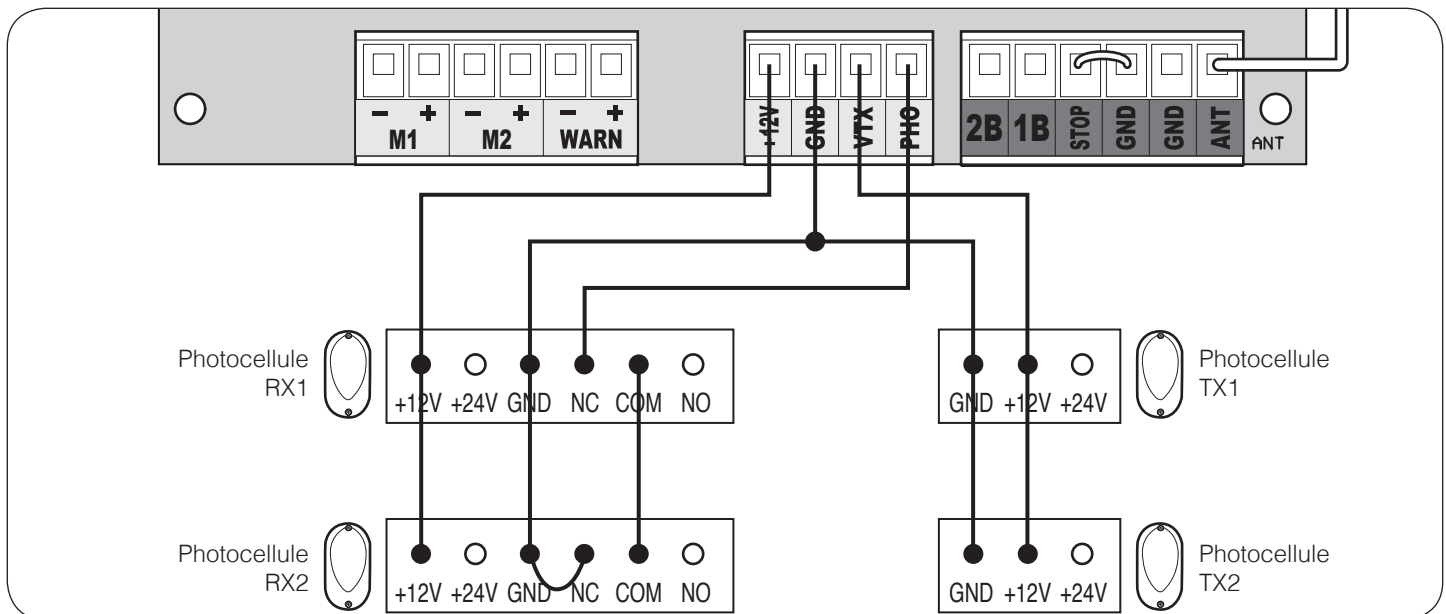 - + - + - +
M1 M2 WARN
+12V GND VTX PHO
2B 1B STOP GND GND ANT
ANT
Photocellule
RX1
+12V +24V GND NC COM NO
Photocellule
TX1
GND +12V +24V
Photocellule
RX2
+12V +24V GND NC COM NO
Photocellule
TX2
GND +12V +24V